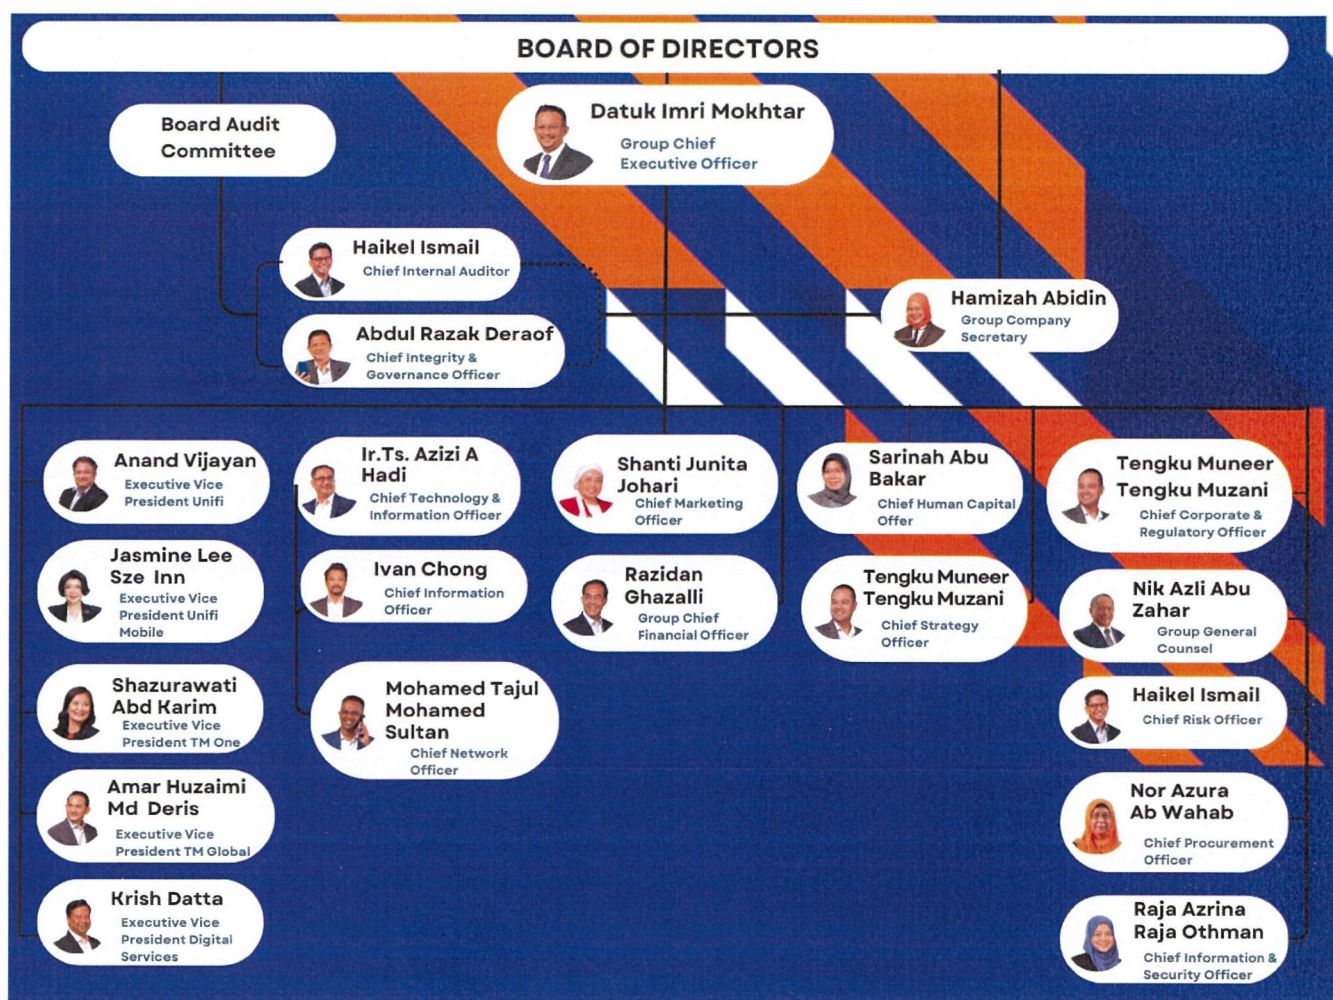 BOARD OF DIRECTORS
Board Audit
Committee
Datuk Imri Mokhtar
Group Chief
Executive Officer
Haikel Ismail
Chief Internal Auditor
Abdul Razak Deraof
Chief Integrity &
Governance Officer
Hamizah Abidin
Group Company
Secretary
Anand Vijayan
Executive Vice
President Unifi
Jasmine Lee
Sze Inn
Executive Vice
President Unifi
Mobile
Shazurawati
Abd Karim
Executive Vice
President TM One
Amar Huzaimi
Md Deris
Executive Vice
President TM Global
Krish Datta
Executive Vice
President Digital
Services
Ir.Ts. Azizi A
Hadi
Chief Technology &
Information Officer
Ivan Chong
Chief Information
Officer
Mohamed Tajul
Mohamed
Sultan
Chief Network
Officer
Shanti Junita
Johari
Chief Marketing
Officer
Razidan
Ghazalli
Group Chief
Financial Officer
Sarinah Abu
Bakar
Chief Human Capital
Offer
Tengku Muneer
Tengku Muzani
Chief Strategy
Officer
Tengku Muneer
Tengku Muzani
Chief Corporate &
Regulatory Officer
Nik Azli Abu
Zahar
Group General
Counsel
Haikel Ismail
Chief Risk Officer
Nor Azura
Ab Wahab
Chief Procurement
Officer
Raja Azrina
Raja Othman
Chief Information &
Security Officer